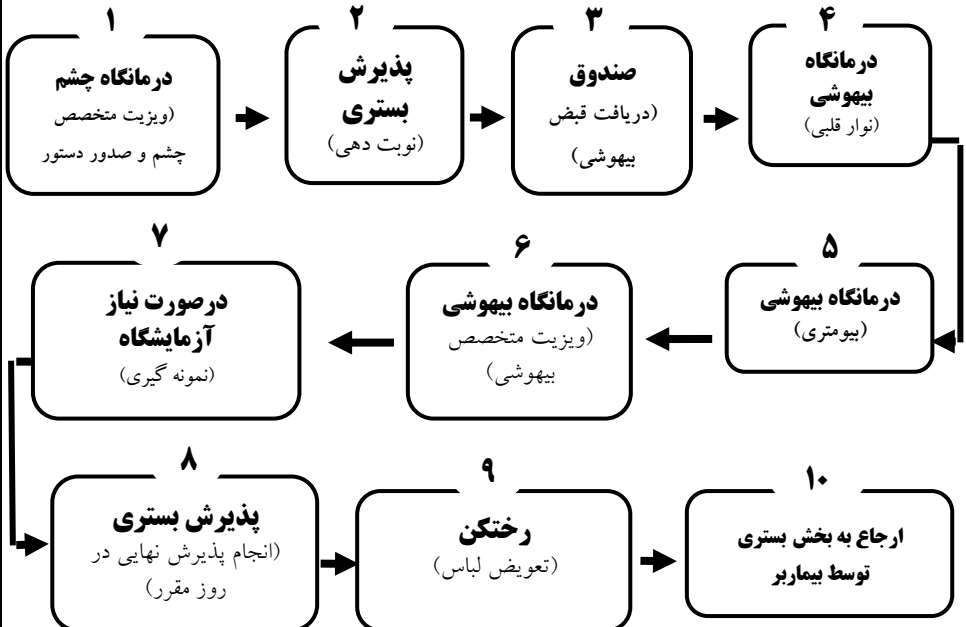 ۱
درمانگاه چشم
(ویزیت متخصص
چشم و صدور دستور
۲
پذیرش
بستری
(نوبت دهی)
۳
صندوق
(دریافت قبض
بیهوشی)
۴
درمانگاه
بیهوشی
(نوار قلبی)
۵
درمانگاه بیهوشی
(بیومتری)
۶
درمانگاه بیهوشی
(ویزیت متخصص
بیهوشی)
۷
درصورت نیاز
آزمایشگاه
(نمونه گیری)
۸
پذیرش بستری
(انجام پذیرش نهایی در
روز مقرر)
۹
رختکن
(تعویض لباس)
۱۰
ارجاع به بخش بستری
توسط بیماربر